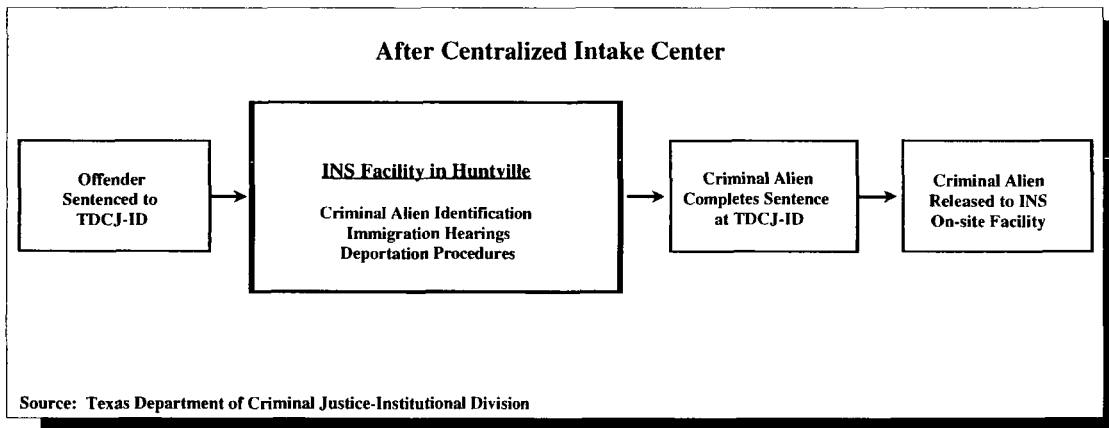 After Centralized Intake Center
Offender
Sentenced to
TDCJ-ID
INS Facility in Huntville
Criminal Alien Identification
Immigration Hearings
Deportation Procedures
Criminal Alien
Completes Sentence
at TDCJ-ID
Criminal Alien
Released to INS
On-site Facility
Source: Texas Department of Criminal Justice-Institutional Division